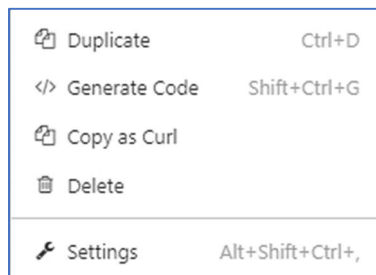 Duplicate Ctrl+D
</> Generate Code Shift+Ctrl+G
Copy as Curl
Delete
Settings Alt+Shift+Ctrl+,